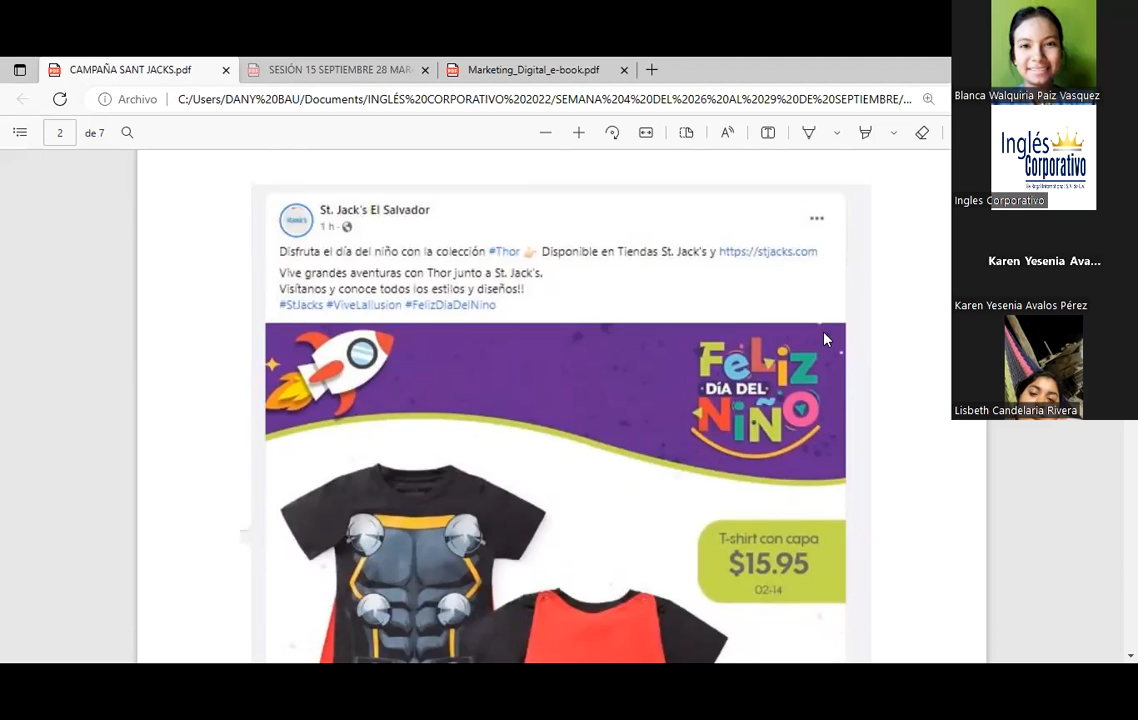 CAMPAÑA SANT JACKS.pdf
SESIÓN 15 SEPTIEMBRE 28 MAR
Marketing_Digital_e-book.pdf
Archivo
C:/Users/DANY%20BAU/Documents/INGLÉS%20CORPORATIVO%202022/SEMANA%204%20DEL%2026%20AL%2029%20DE%20SEPTIEMBRE/...
2 de 7
St. Jack's El Salvador
1 h ·
Disfruta el día del niño con la colección #Thor 👉 Disponible en Tiendas St. Jack's y https://stjacks.com
Vive grandes aventuras con Thor junto a St. Jack's.
Visítanos y conoce todos los estilos y diseños!!
#StJacks #ViveLaIlusion #FelizDiaDelNino
FELIZ
DÍA DEL
NIÑO
T-shirt con capa
$15.95
02-14
Blanca Walquiria Paiz Vasquez
Inglés
Corporativo
Ingles Corporativo
Karen Yesenia Ava...
Karen Yesenia Avalos Pérez
Lisbeth Candelaria Rivera